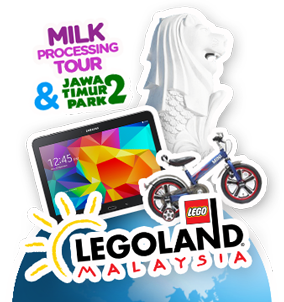 MILK
PROCESSING
TOUR
& JAWA
TIMUR
PARK 2
SAMSUNG
12:45
LEGO
LEGOLAND®
MALAYSIA